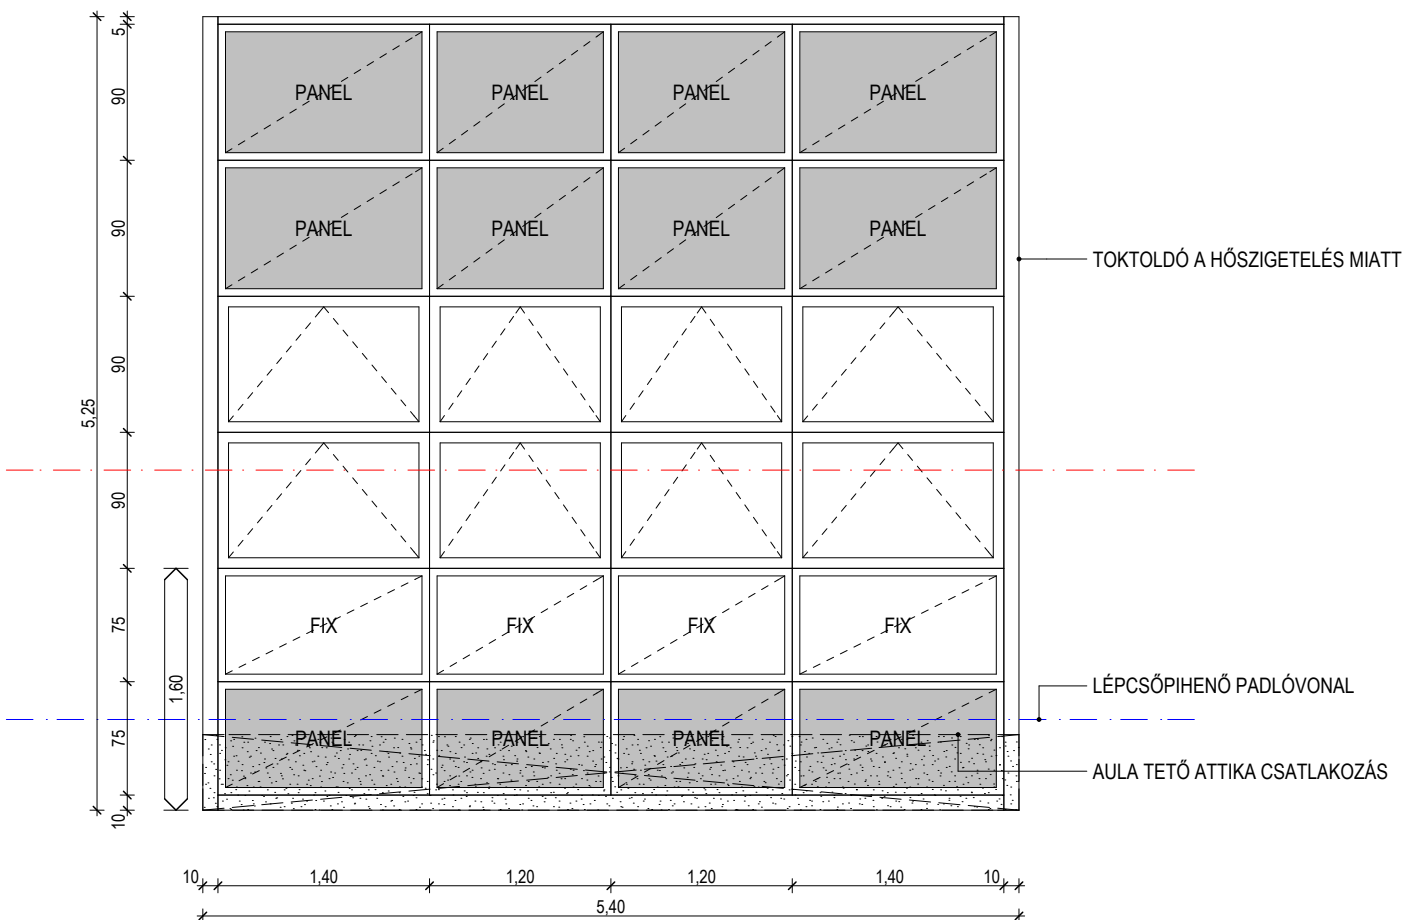 5
90
PANEL PANEL PANEL PANEL
90
PANEL PANEL PANEL PANEL
TOKTOLDÓ A HŐSZIGETELÉS MIATT
90
5,25
90
75
FIX FIX FIX FIX
1,60
LÉPCSŐPIHENŐ PADLÓVONAL
75
PANEL PANEL PANEL PANEL
AULA TETŐ ATTIKA CSATLAKOZÁS
10
10 1,40 1,20 1,20 1,40 10
5,40